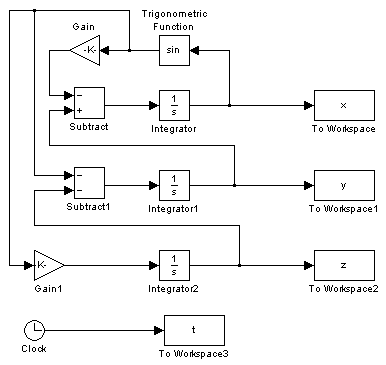 Gain
Trigonometric
Function
-K-
sin
−
+
Subtract
1
s
Integrator
x
To Workspace
−
−
Subtract1
1
s
Integrator1
y
To Workspace1
-K-
Gain1
1
s
Integrator2
z
To Workspace2
Clock
t
To Workspace3